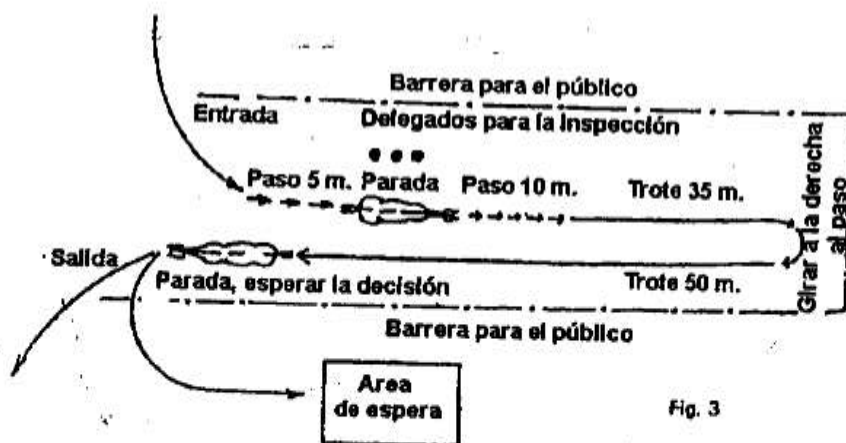 Barrera para el público
Entrada
Delegados para la Inspección
Paso 5 m. Parada Paso 10 m. Trote 35 m.
Girar a la derecha
al paso
Salida
Parada, esperar la decisión
Trote 50 m.
Barrera para el público
Area
de espera
Fig. 3